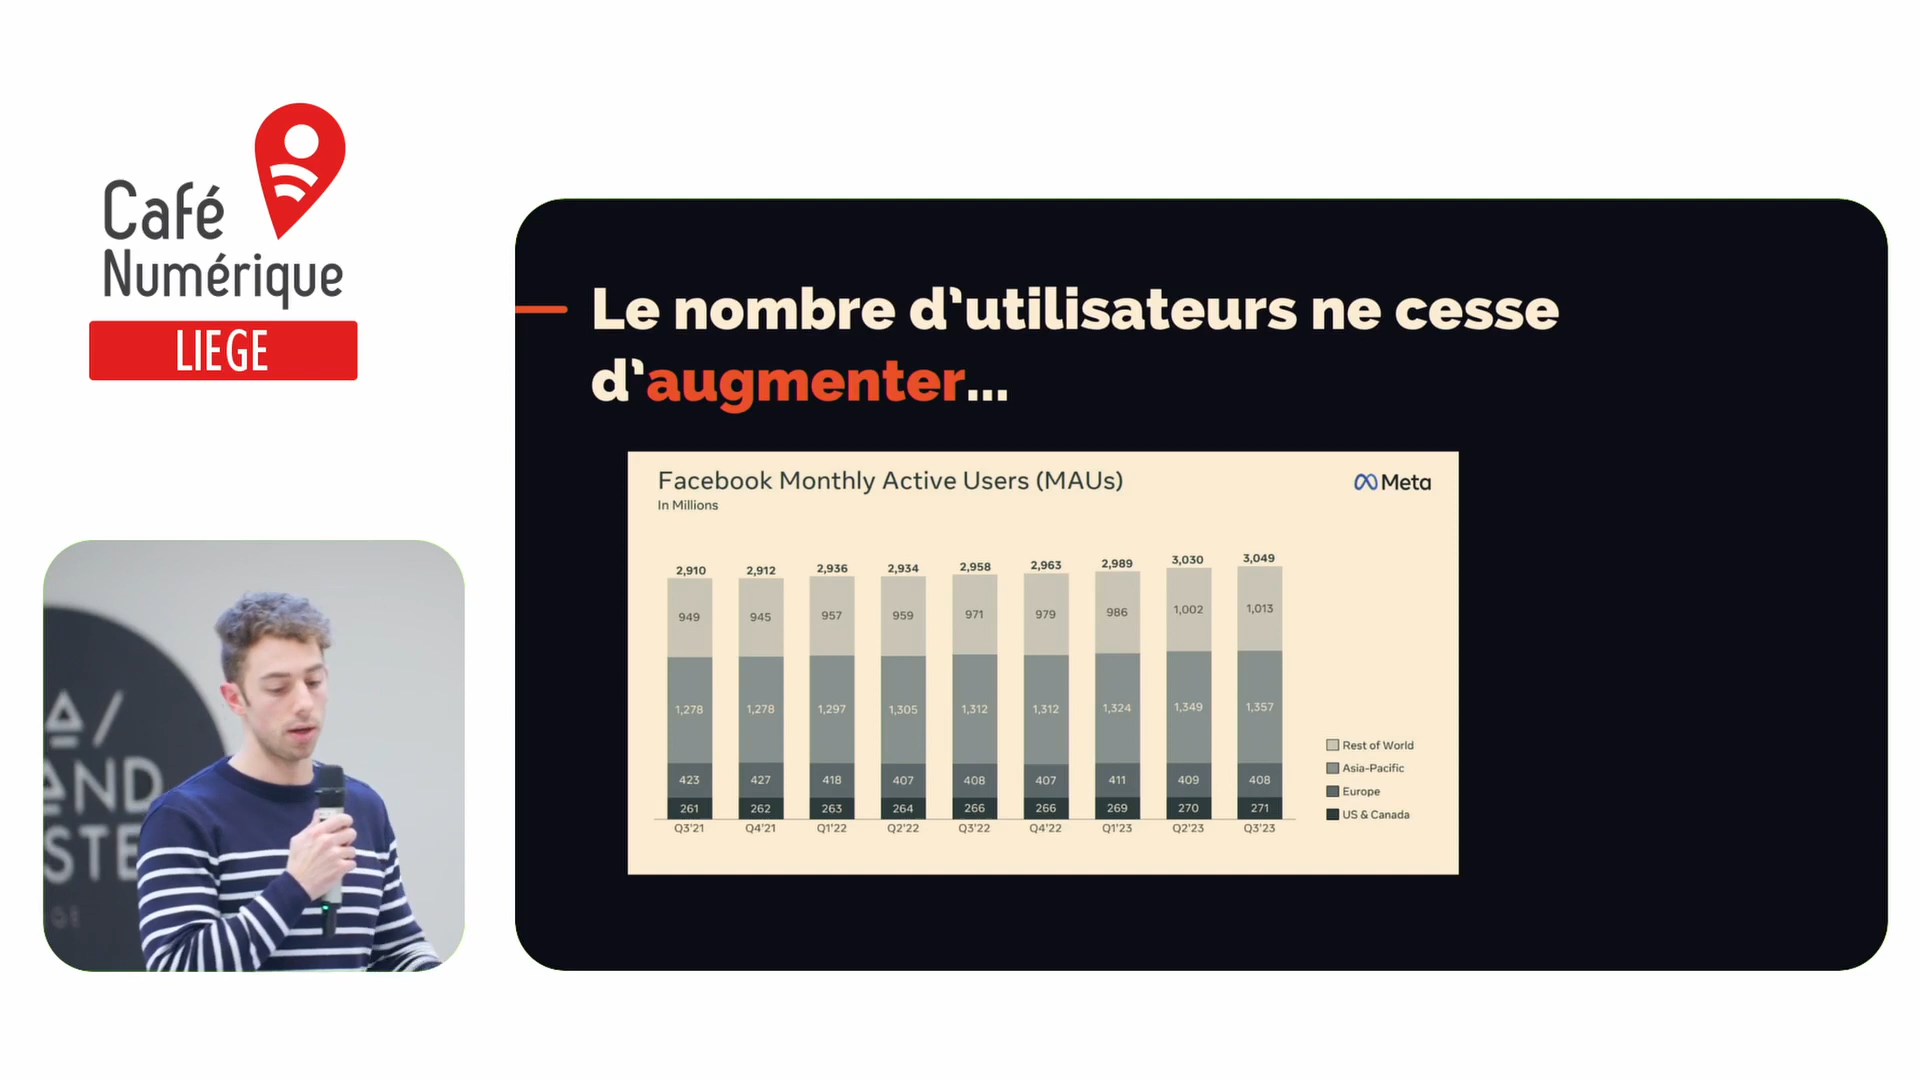 Café
Numérique
LIEGE
Le nombre d'utilisateurs ne cesse
d'augmenter...
Facebook Monthly Active Users (MAUs)
In Millions
Meta
2,910 2,912 2,936 2,934 2,958 2,963 2,989 3,030 3,049
949 945 957 959 971 979 986 1,002 1,013
1,278 1,278 1,297 1,305 1,312 1,312 1,324 1,349 1,357
423 427 418 407 408 407 411 409 408
261 262 263 264 266 266 269 270 271
Q3'21 Q4'21 Q1'22 Q2'22 Q3'22 Q4'22 Q1'23 Q2'23 Q3'23
Rest of World
Asia-Pacific
Europe
US & Canada
A/
AND
STE